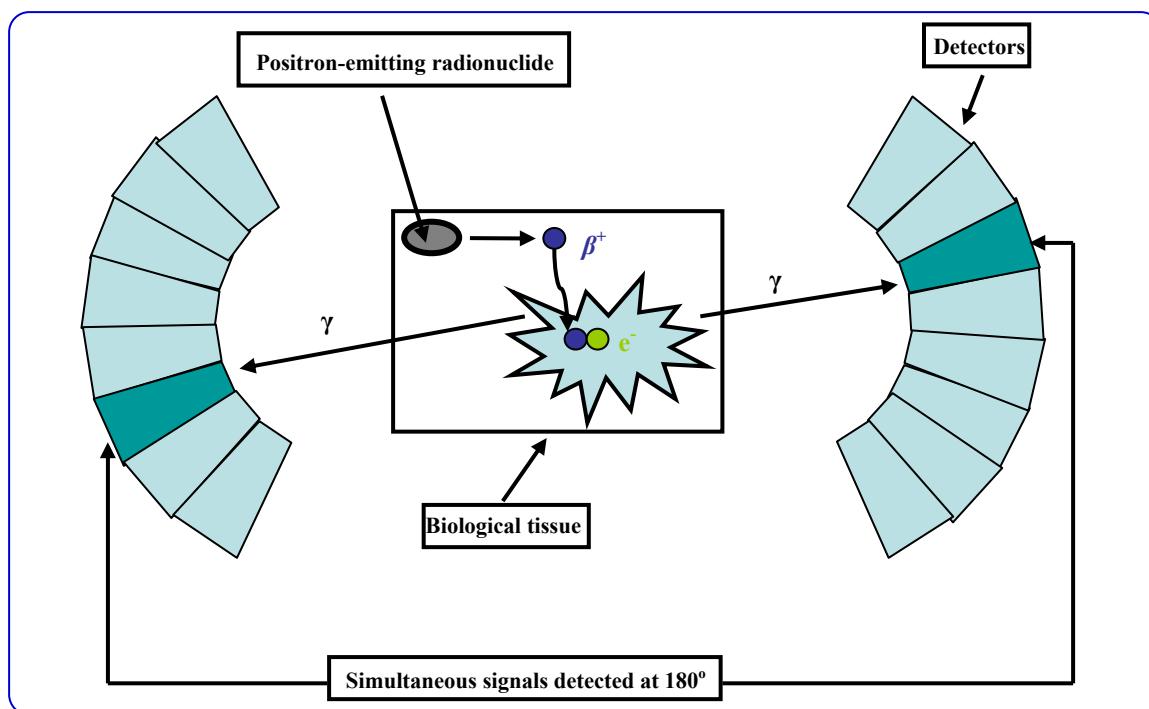 Positron-emitting radionuclide
Detectors
β⁺
γ
γ
e⁻
Biological tissue
Simultaneous signals detected at 180º